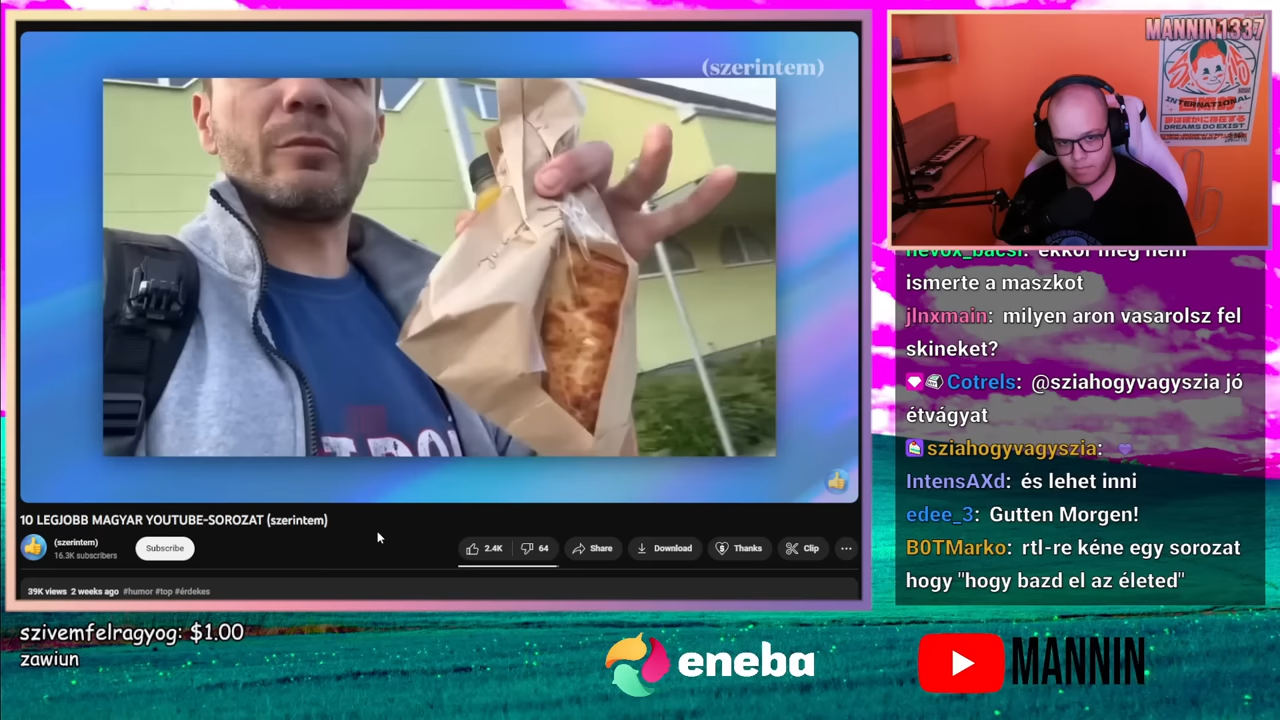 (szerintem)
10 LEGJOBB MAGYAR YOUTUBE-SOROZAT (szerintem)
(szerintem)
16.3K subscribers
Subscribe
2.4K
64
Share
Download
Thanks
Clip
39K views 2 weeks ago #humor #top #érdekes
szivemfelragyog: $1.00
zawiun
eneba
MANNIN
MANNIN1337
INTERNATIONAL
DREAMS DO EXIST
nevox_bacsi: ekkor meg nem
ismerte a maszkot
jlnxmain: milyen aron vasarolsz fel
skineket?
Cotrels: @sziahogyvagyszia jó
étvágyat
sziahogyvagyszia:
IntensAXd: és lehet inni
edee_3: Gutten Morgen!
B0TMarko: rtl-re kéne egy sorozat
hogy "hogy bazd el az életed"